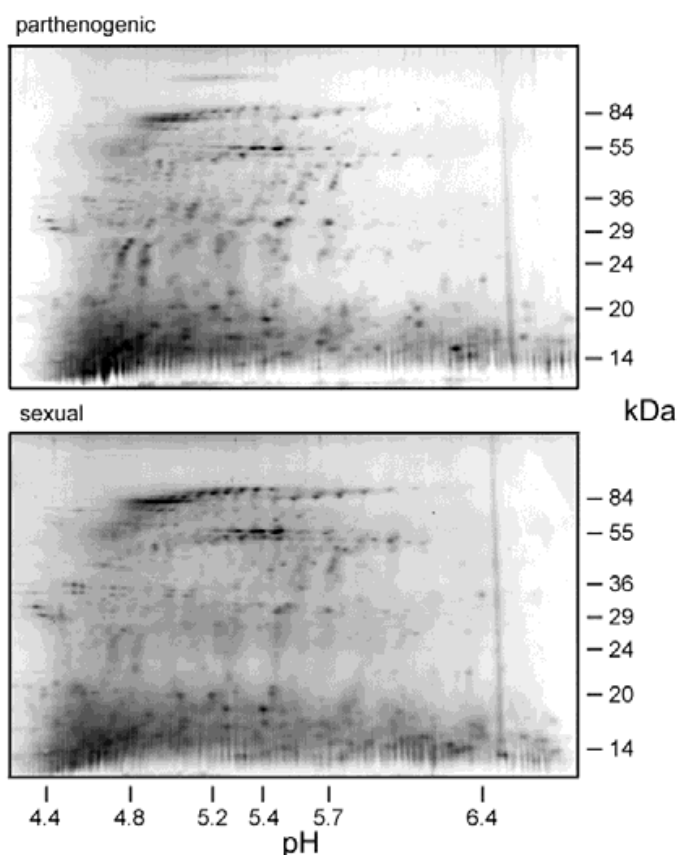 parthenogenic
– 84
– 55
– 36
– 29
– 24
– 20
– 14
sexual
kDa
– 84
– 55
– 36
– 29
– 24
– 20
– 14
4.4 4.8 5.2 5.4 5.7 6.4
pH